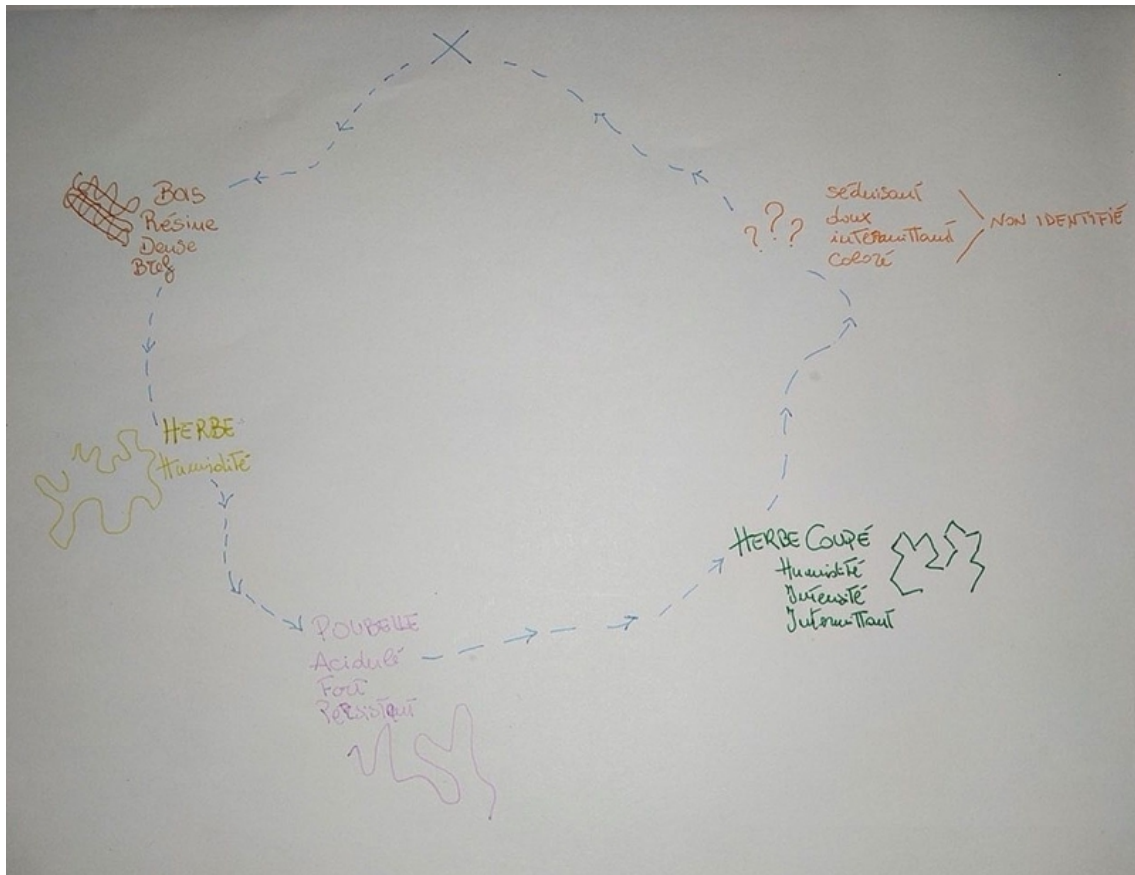 Bois
Résine
Dense
Bref
HERBE
Humidité
POUBELLE
Acidulé
Fort
Persistant
HERBE COUPÉ
Humidité
Intensité
Intermittant
???
séduisant
doux
intérmittant
coloré
NON IDENTIFIÉ